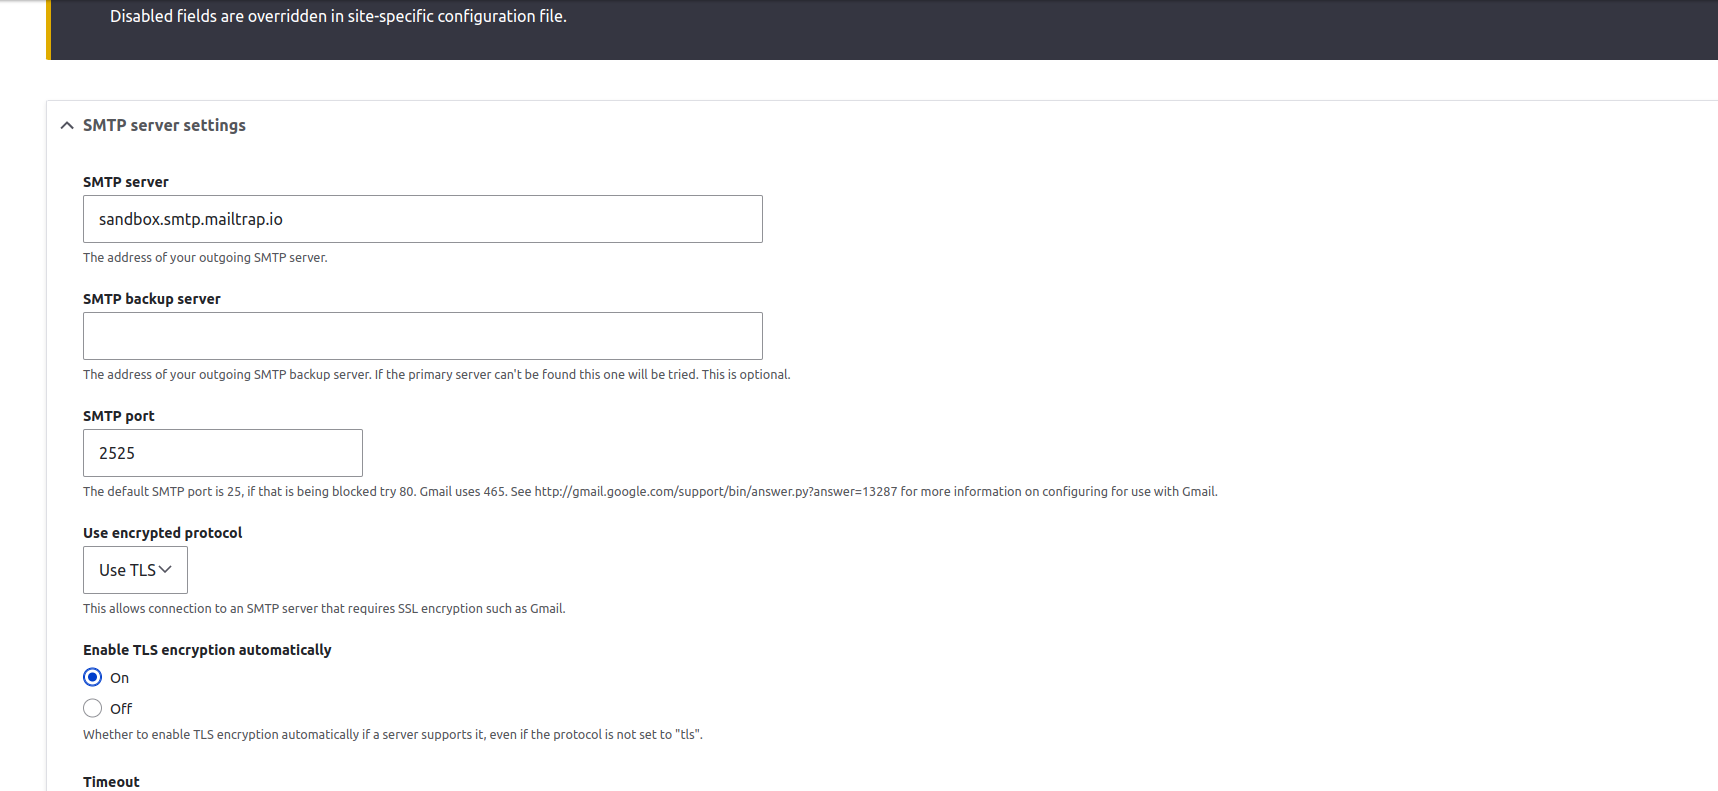 Disabled fields are overridden in site-specific configuration file.
SMTP server settings
SMTP server
sandbox.smtp.mailtrap.io
The address of your outgoing SMTP server.
SMTP backup server
The address of your outgoing SMTP backup server. If the primary server can't be found this one will be tried. This is optional.
SMTP port
2525
The default SMTP port is 25, if that is being blocked try 80. Gmail uses 465. See http://gmail.google.com/support/bin/answer.py?answer=13287 for more information on configuring for use with Gmail.
Use encrypted protocol
Use TLS
This allows connection to an SMTP server that requires SSL encryption such as Gmail.
Enable TLS encryption automatically
On
Off
Whether to enable TLS encryption automatically if a server supports it, even if the protocol is not set to "tls".
Timeout